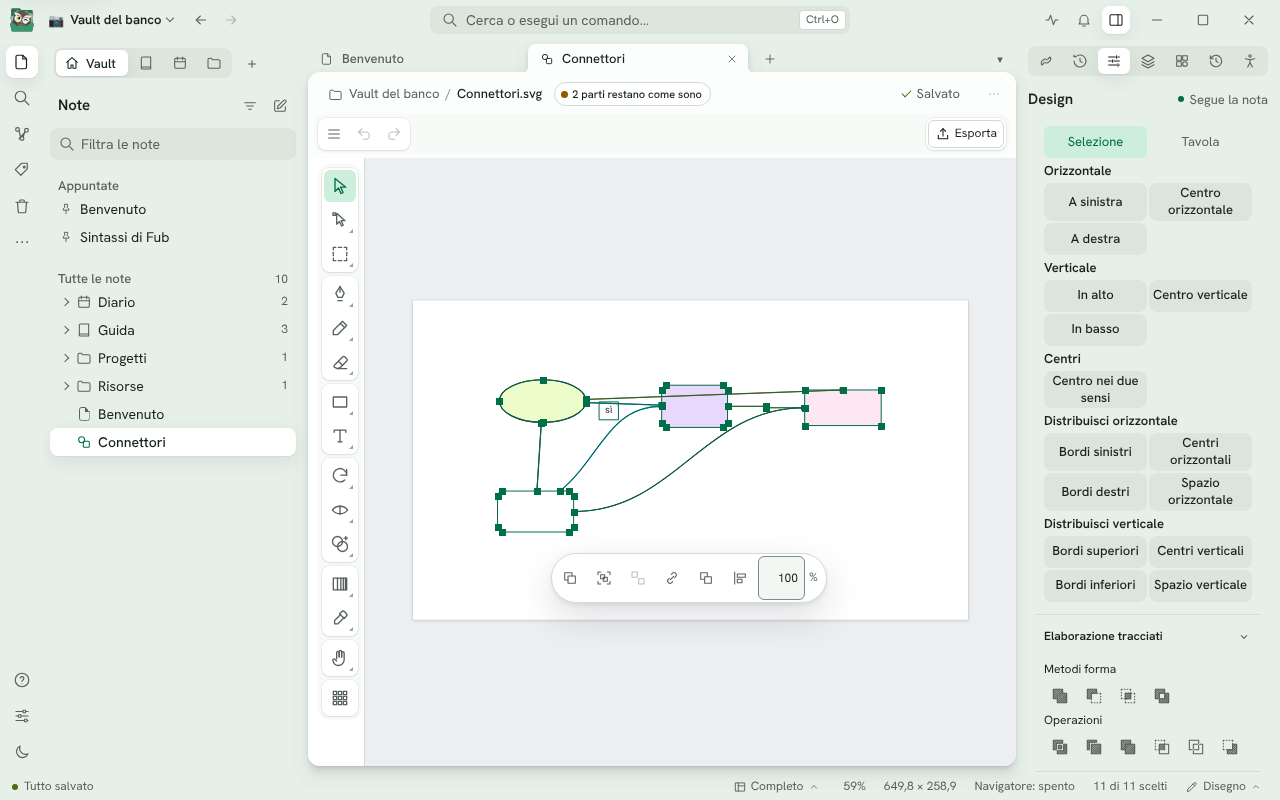 Vault del banco
Cerca o esegui un comando…
Ctrl+O
Vault
Benvenuto
Connettori
Note
Filtra le note
Appuntate
Benvenuto
Sintassi di Fub
Tutte le note 10
Diario 2
Guida 3
Progetti 1
Risorse 1
Benvenuto
Connettori
Vault del banco / Connettori.svg
2 parti restano come sono
Salvato
Esporta
sì
100 %
Design
Segue la nota
Selezione
Tavola
Orizzontale
A sinistra
Centro orizzontale
A destra
Verticale
In alto
Centro verticale
In basso
Centri
Centro nei due sensi
Distribuisci orizzontale
Bordi sinistri
Centri orizzontali
Bordi destri
Spazio orizzontale
Distribuisci verticale
Bordi superiori
Centri verticali
Bordi inferiori
Spazio verticale
Elaborazione tracciati
Metodi forma
Operazioni
Tutto salvato
Completo
59%
649,8 × 258,9
Navigatore: spento
11 di 11 scelti
Disegno